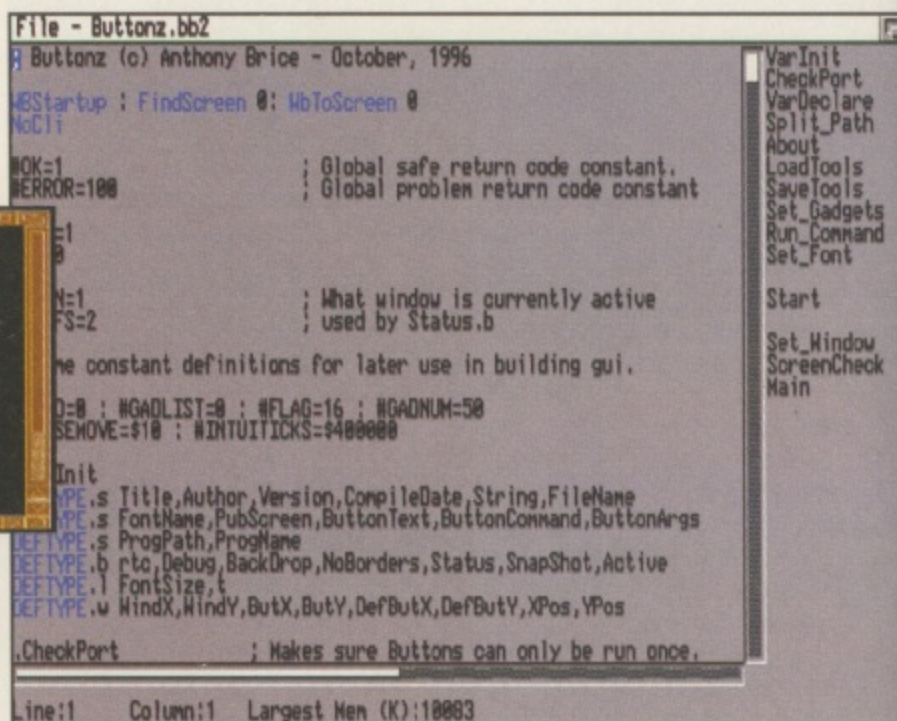 File - Buttonz.bb2
; Buttonz (c) Anthony Brice - October, 1996
WBStartup : FindScreen 0: WbToScreen 0
NoCli
#OK=1 ; Global safe return code constant.
#ERROR=100 ; Global problem return code constant
=1
0
N=1 ; What window is currently active
FS=2 ; used by Status.b
me constant definitions for later use in building gui.
D=0 : #GADLIST=0 : #FLAG=16 : #GADNUM=50
SEMOVE=$10 : #INTUITICKS=$400000
Init
YPE.s Title,Author,Version,CompileDate,String,FileName
YPE.s FontName,PubScreen,ButtonText,ButtonCommand,ButtonArgs
DEFTYPE.s ProgPath,ProgName
DEFTYPE.b rtc,Debug,BackDrop,NoBorders,Status,SnapShot,Active
DEFTYPE.l FontSize,t
DEFTYPE.w WindX,WindY,ButX,ButY,DefButX,DefButY,XPos,YPos
.CheckPort ; Makes sure Buttons can only be run once.
Line:1 Column:1 Largest Mem (K):10083
VarInit
CheckPort
VarDeclare
Split_Path
About
LoadTools
SaveTools
Set_Gadgets
Run_Command
Set_Font
Start
Set_Window
ScreenCheck
Main